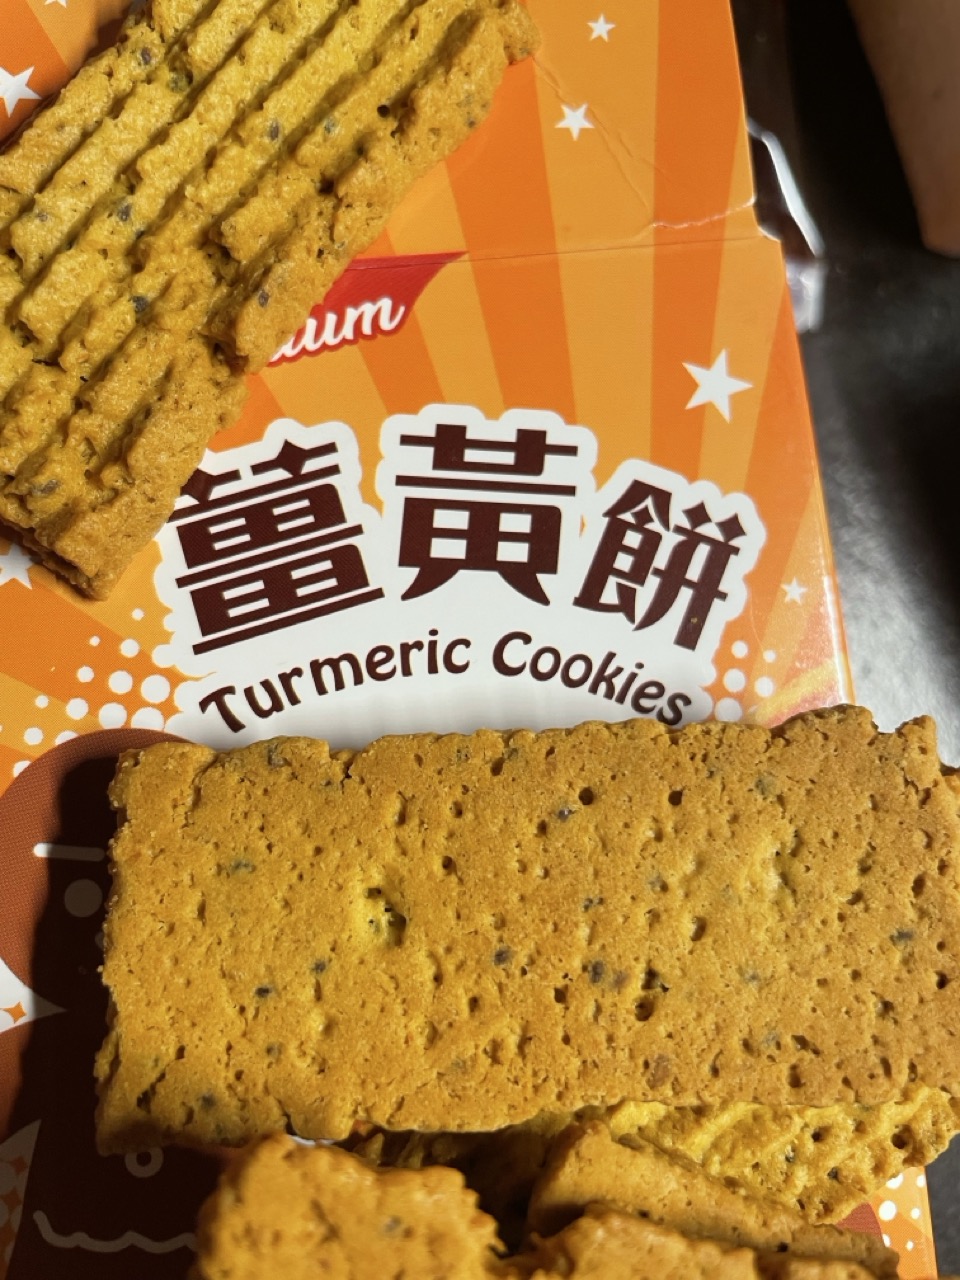 薑黃餅
Turmeric Cookies